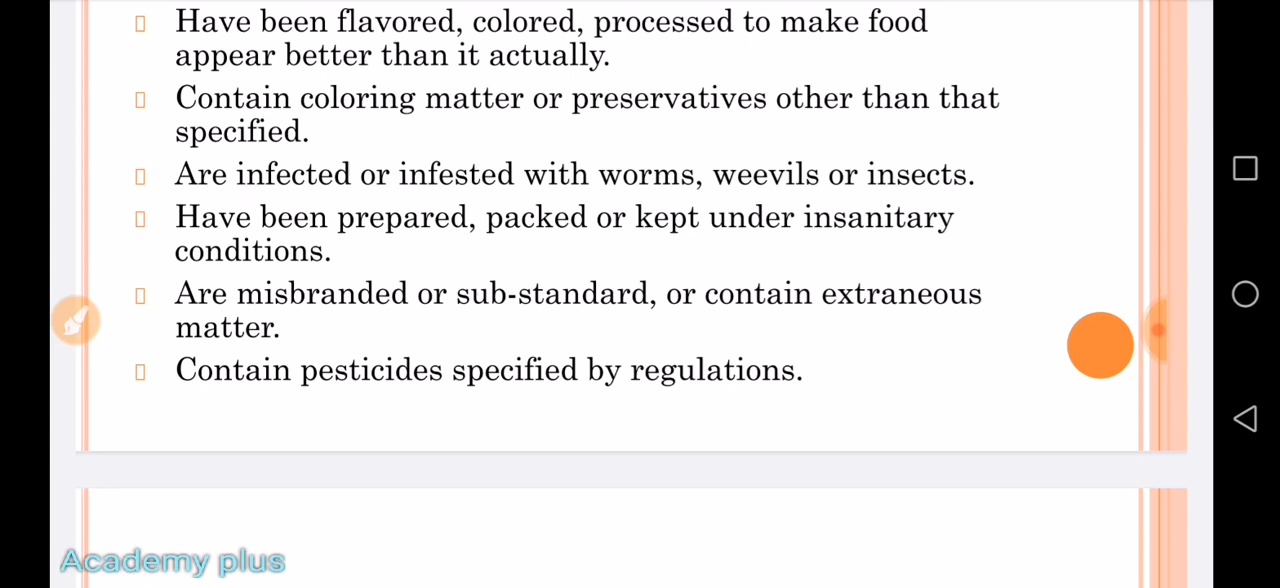 Have been flavored, colored, processed to make food
appear better than it actually.
Contain coloring matter or preservatives other than that
specified.
Are infected or infested with worms, weevils or insects.
Have been prepared, packed or kept under insanitary
conditions.
Are misbranded or sub-standard, or contain extraneous
matter.
Contain pesticides specified by regulations.
Academy plus